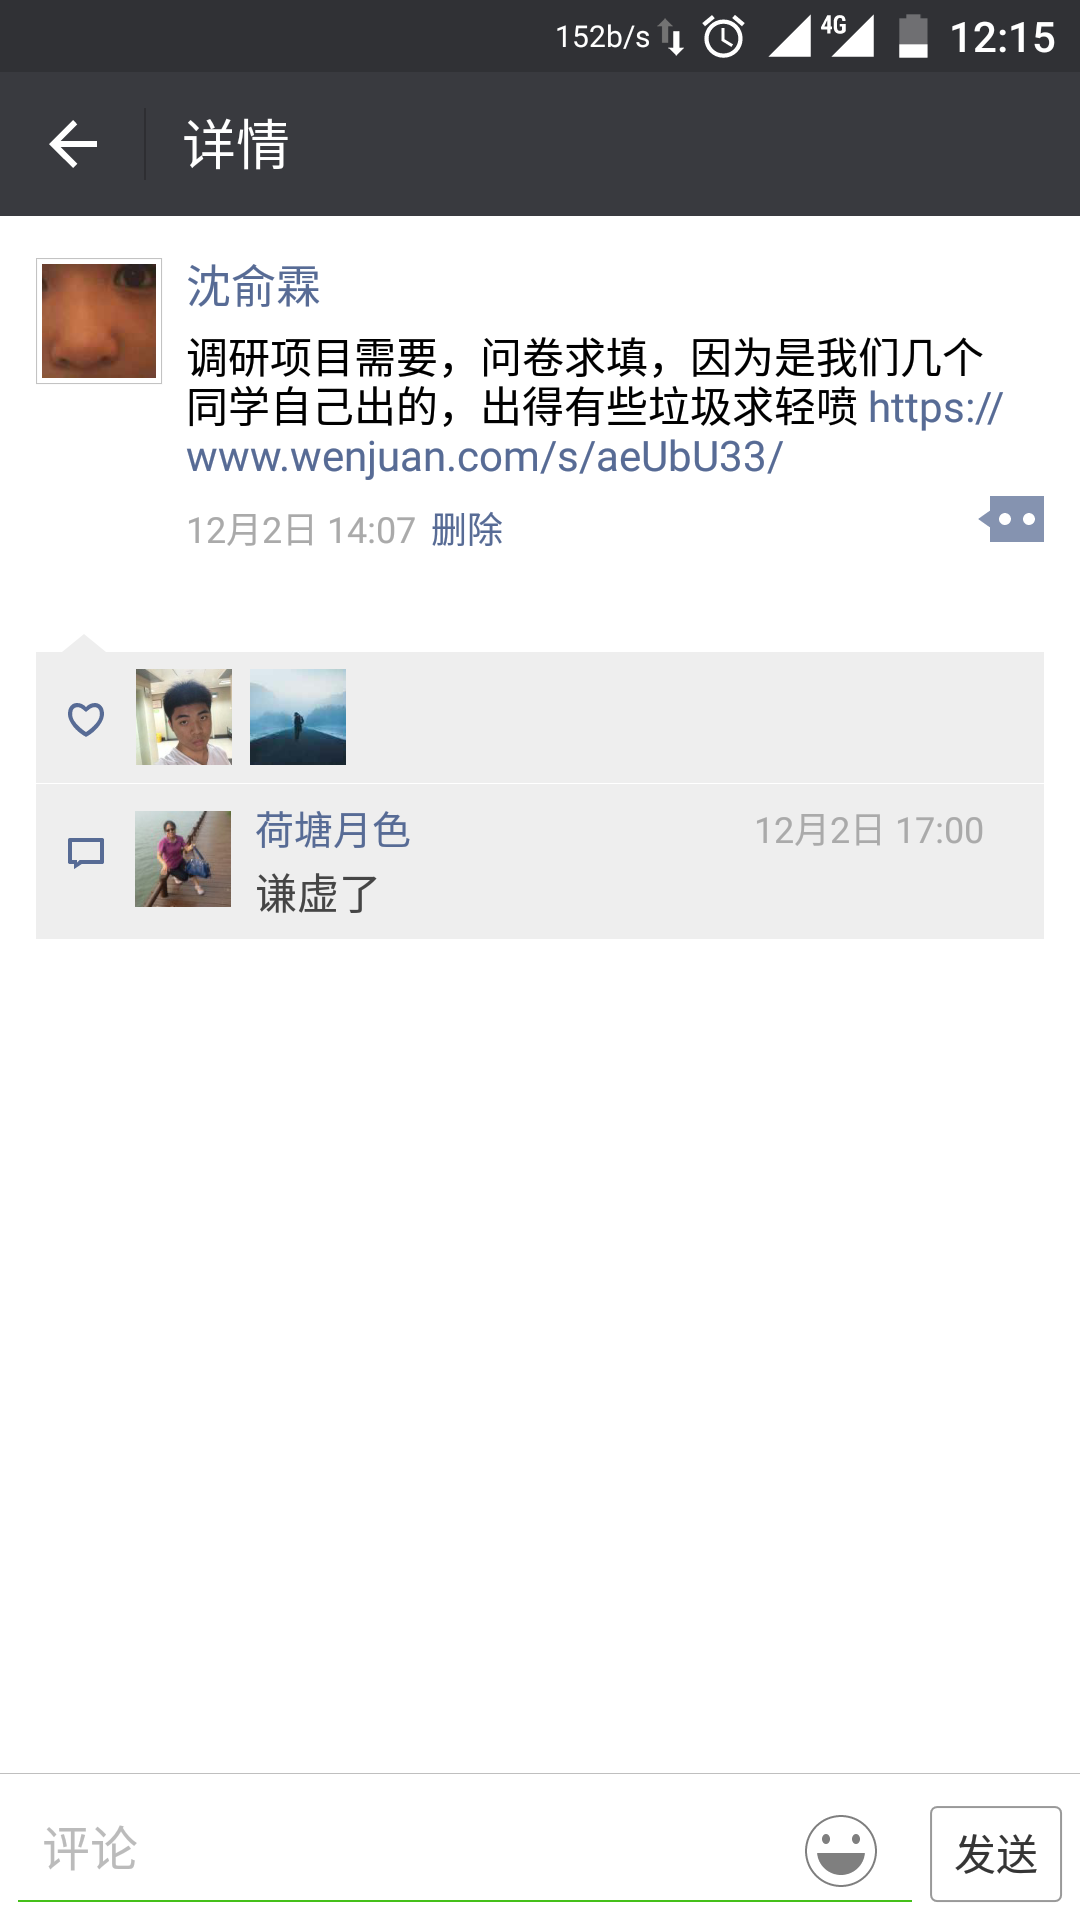 152b/s 4G 12:15
详情
沈俞霖
调研项目需要，问卷求填，因为是我们几个
同学自己出的，出得有些垃圾求轻喷 https://
www.wenjuan.com/s/aeUbU33/
12月2日 14:07 删除
荷塘月色 12月2日 17:00
谦虚了
评论 发送